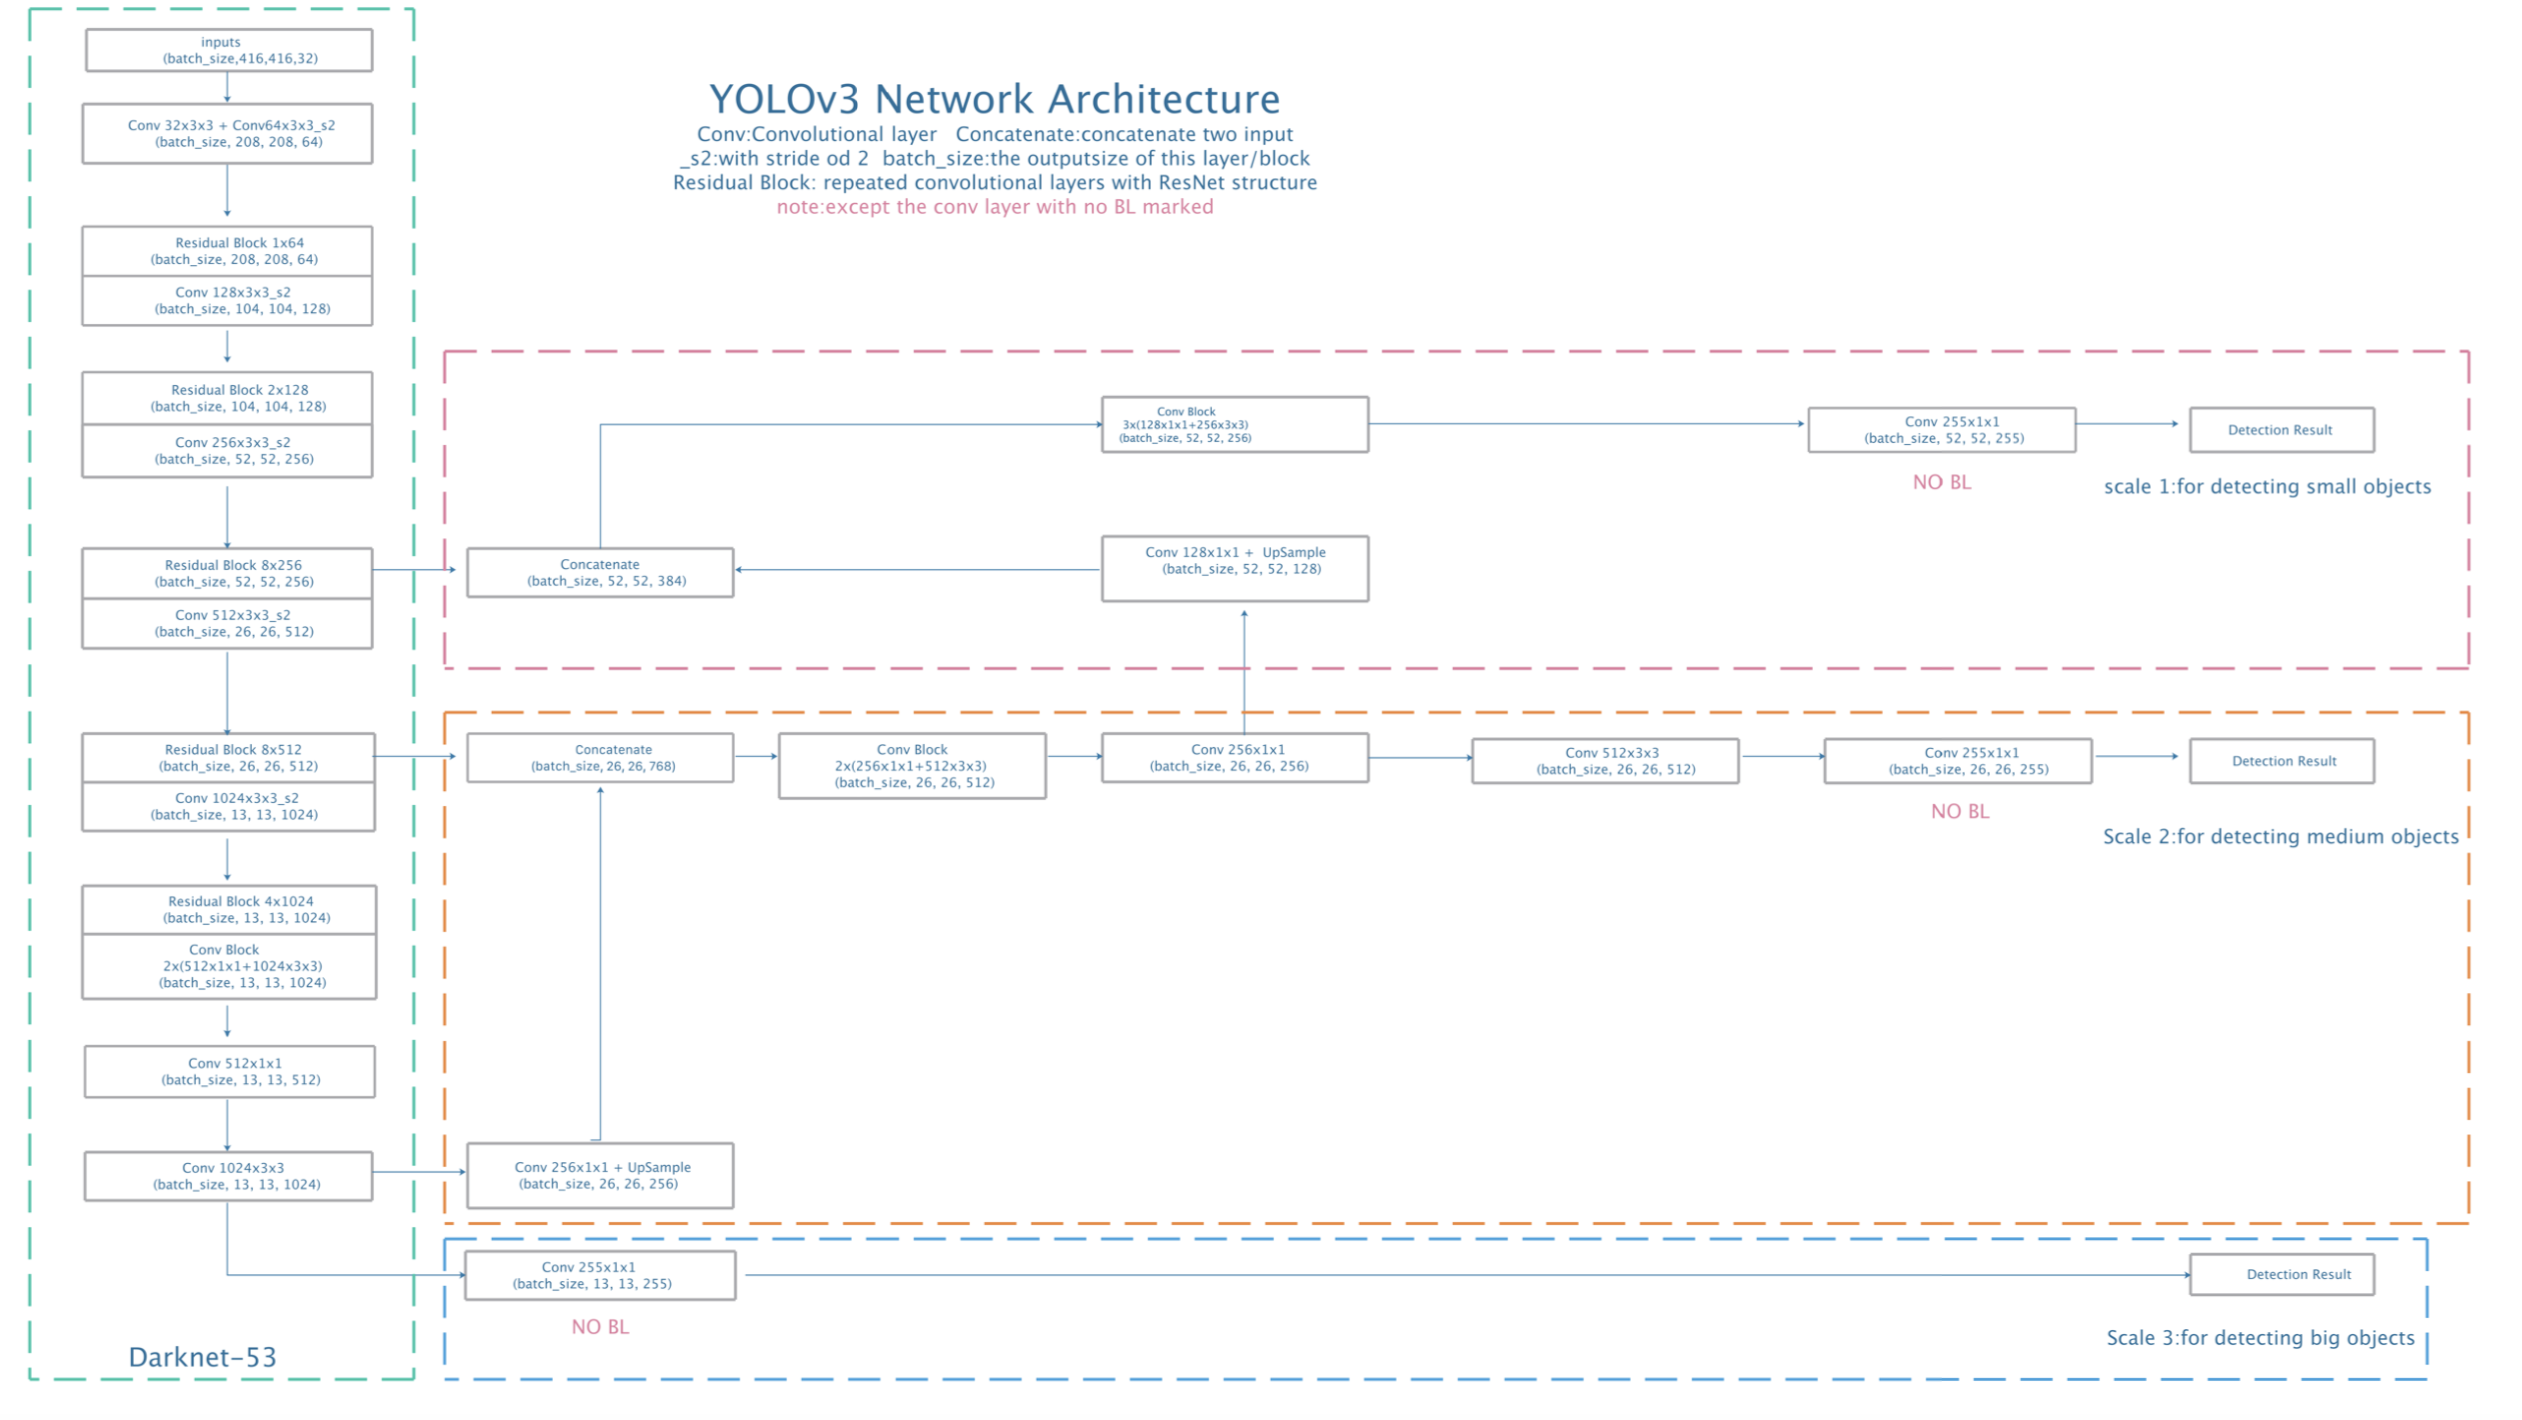 inputs
(batch_size,416,416,32)
Conv 32x3x3 + Conv64x3x3_s2
(batch_size, 208, 208, 64)
Residual Block 1x64
(batch_size, 208, 208, 64)
Conv 128x3x3_s2
(batch_size, 104, 104, 128)
Residual Block 2x128
(batch_size, 104, 104, 128)
Conv 256x3x3_s2
(batch_size, 52, 52, 256)
Residual Block 8x256
(batch_size, 52, 52, 256)
Conv 512x3x3_s2
(batch_size, 26, 26, 512)
Residual Block 8x512
(batch_size, 26, 26, 512)
Conv 1024x3x3_s2
(batch_size, 13, 13, 1024)
Residual Block 4x1024
(batch_size, 13, 13, 1024)
Conv Block
2x(512x1x1+1024x3x3)
(batch_size, 13, 13, 1024)
Conv 512x1x1
(batch_size, 13, 13, 512)
Conv 1024x3x3
(batch_size, 13, 13, 1024)
Darknet-53
YOLOv3 Network Architecture
Conv:Convolutional layer Concatenate:concatenate two input
_s2:with stride od 2 batch_size:the outputsize of this layer/block
Residual Block: repeated convolutional layers with ResNet structure
note:except the conv layer with no BL marked
Conv Block
3x(128x1x1+256x3x3)
(batch_size, 52, 52, 256)
Conv 255x1x1
(batch_size, 52, 52, 255)
NO BL
Detection Result
scale 1:for detecting small objects
Concatenate
(batch_size, 52, 52, 384)
Conv 128x1x1 + UpSample
(batch_size, 52, 52, 128)
Concatenate
(batch_size, 26, 26, 768)
Conv Block
2x(256x1x1+512x3x3)
(batch_size, 26, 26, 512)
Conv 256x1x1
(batch_size, 26, 26, 256)
Conv 512x3x3
(batch_size, 26, 26, 512)
Conv 255x1x1
(batch_size, 26, 26, 255)
NO BL
Detection Result
Scale 2:for detecting medium objects
Conv 256x1x1 + UpSample
(batch_size, 26, 26, 256)
Conv 255x1x1
(batch_size, 13, 13, 255)
NO BL
Detection Result
Scale 3:for detecting big objects